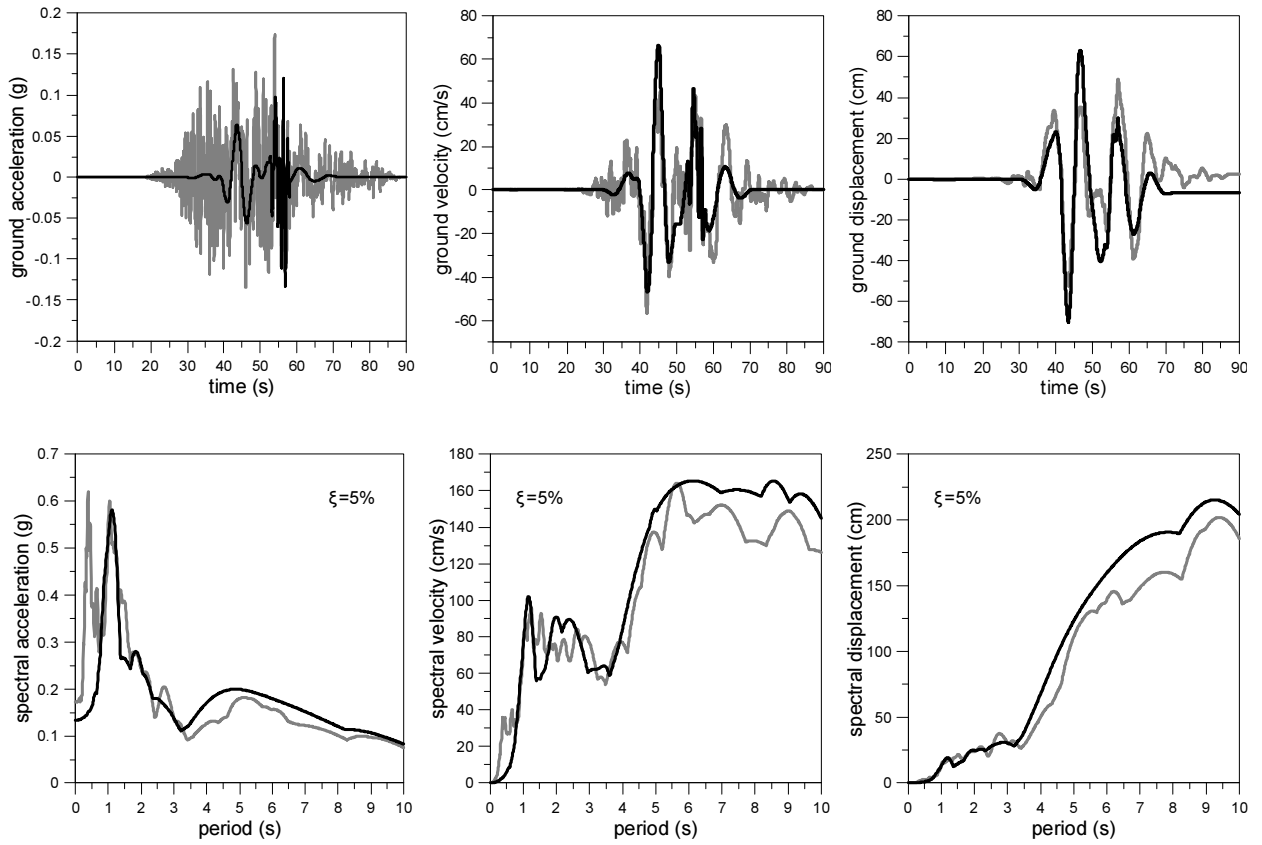 ground acceleration (g)
0.2
0.15
0.1
0.05
0
-0.05
-0.1
-0.15
-0.2
0 10 20 30 40 50 60 70 80 90
time (s)
ground velocity (cm/s)
80
60
40
20
0
-20
-40
-60
0 10 20 30 40 50 60 70 80 90
time (s)
ground displacement (cm)
80
60
40
20
0
-20
-40
-60
-80
0 10 20 30 40 50 60 70 80 90
time (s)
spectral acceleration (g)
0.7
0.6
0.5
0.4
0.3
0.2
0.1
0
ξ=5%
0 1 2 3 4 5 6 7 8 9 10
period (s)
spectral velocity (cm/s)
180
160
140
120
100
80
60
40
20
0
ξ=5%
0 1 2 3 4 5 6 7 8 9 10
period (s)
spectral displacement (cm)
250
200
150
100
50
0
ξ=5%
0 1 2 3 4 5 6 7 8 9 10
period (s)